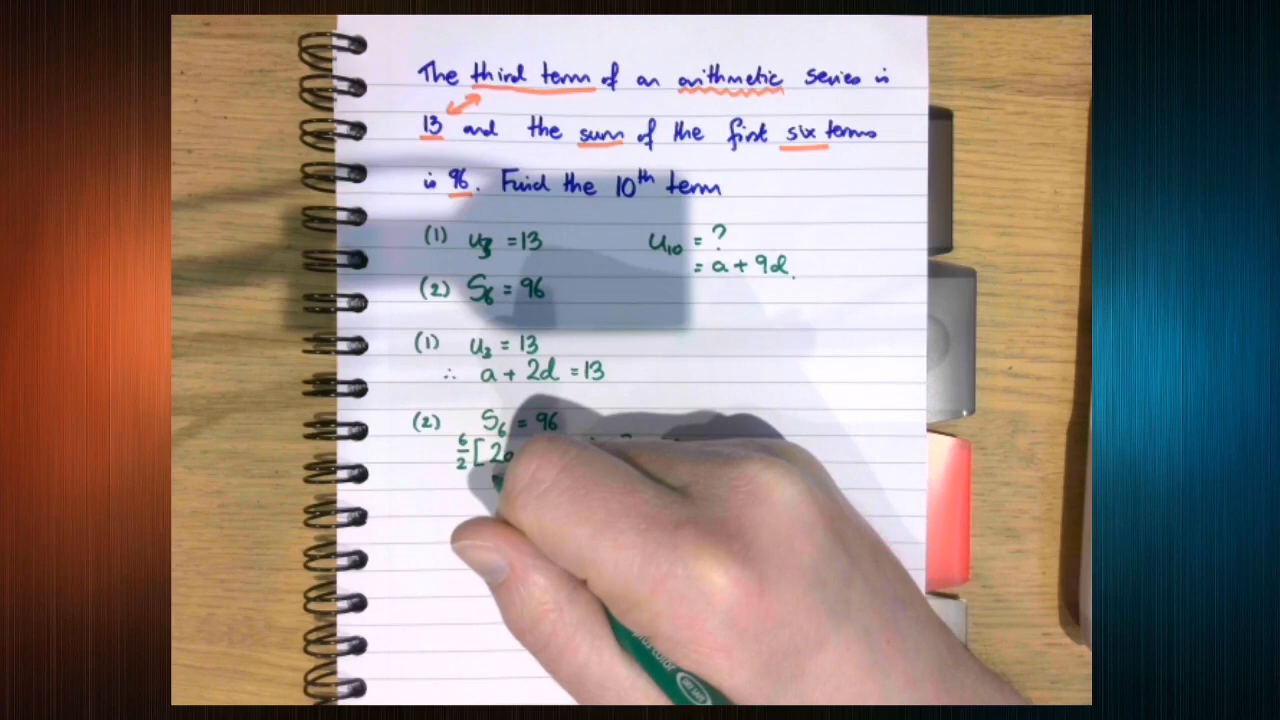 The third term of an arithmetic series is
13 and the sum of the first six terms
is 96. Find the 10th term
(1) u3 = 13 u10 = ?
= a + 9d.
(2) S6 = 96
(1) u3 = 13
∴ a + 2d = 13
(2) S6 = 96
6/2 [2a